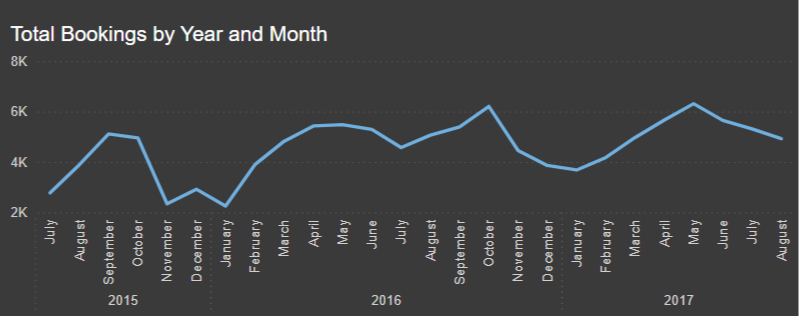 Total Bookings by Year and Month
8K
6K
4K
2K
July
August
September
October
November
December
January
February
March
April
May
June
July
August
September
October
November
December
January
February
March
April
May
June
July
August
2015
2016
2017